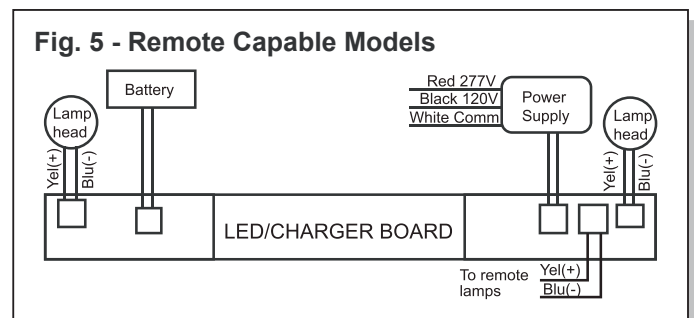 Fig. 5 - Remote Capable Models
Battery
Lamp
head
Yel(+)
Blu(-)
Red 277V
Black 120V
White Comm
Power
Supply
Lamp
head
Yel(+)
Blu(-)
LED/CHARGER BOARD
To remote
lamps
Yel(+)
Blu(-)